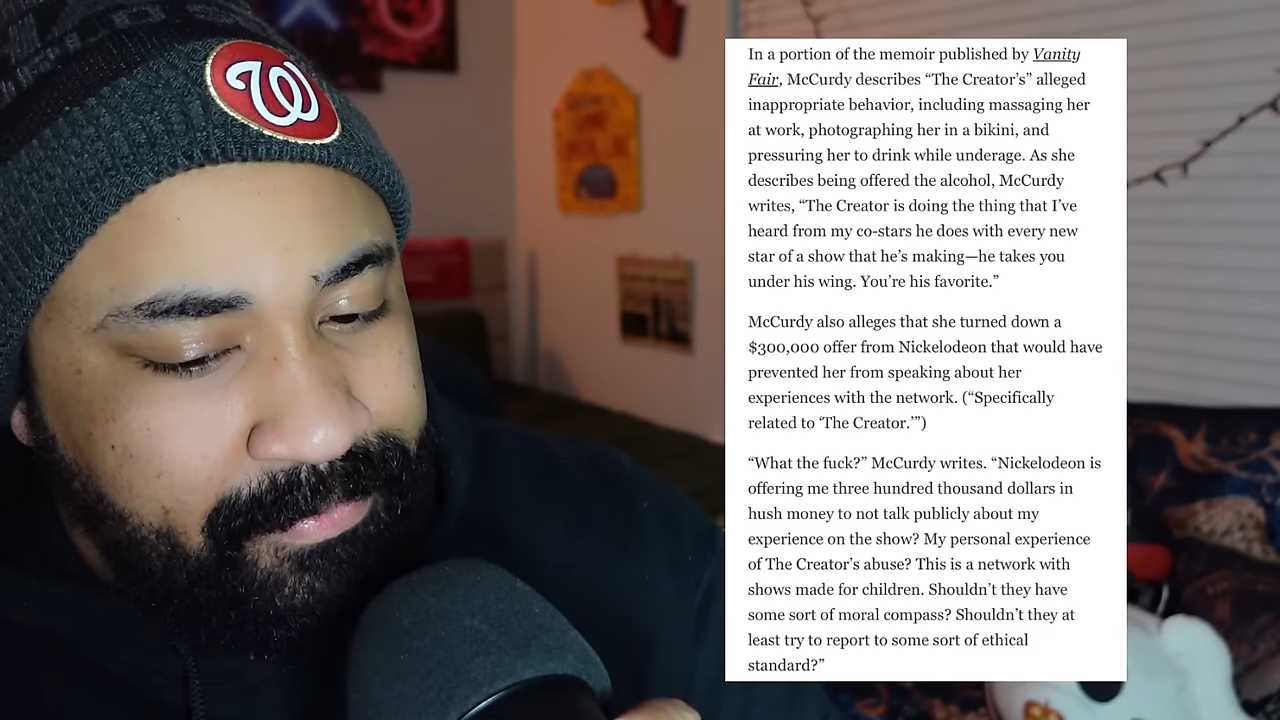 W
In a portion of the memoir published by Vanity
Fair, McCurdy describes “The Creator’s” alleged
inappropriate behavior, including massaging her
at work, photographing her in a bikini, and
pressuring her to drink while underage. As she
describes being offered the alcohol, McCurdy
writes, “The Creator is doing the thing that I’ve
heard from my co-stars he does with every new
star of a show that he’s making—he takes you
under his wing. You’re his favorite.”
McCurdy also alleges that she turned down a
$300,000 offer from Nickelodeon that would have
prevented her from speaking about her
experiences with the network. (“Specifically
related to ‘The Creator.’”)
“What the fuck?” McCurdy writes. “Nickelodeon is
offering me three hundred thousand dollars in
hush money to not talk publicly about my
experience on the show? My personal experience
of The Creator’s abuse? This is a network with
shows made for children. Shouldn’t they have
some sort of moral compass? Shouldn’t they at
least try to report to some sort of ethical
standard?”